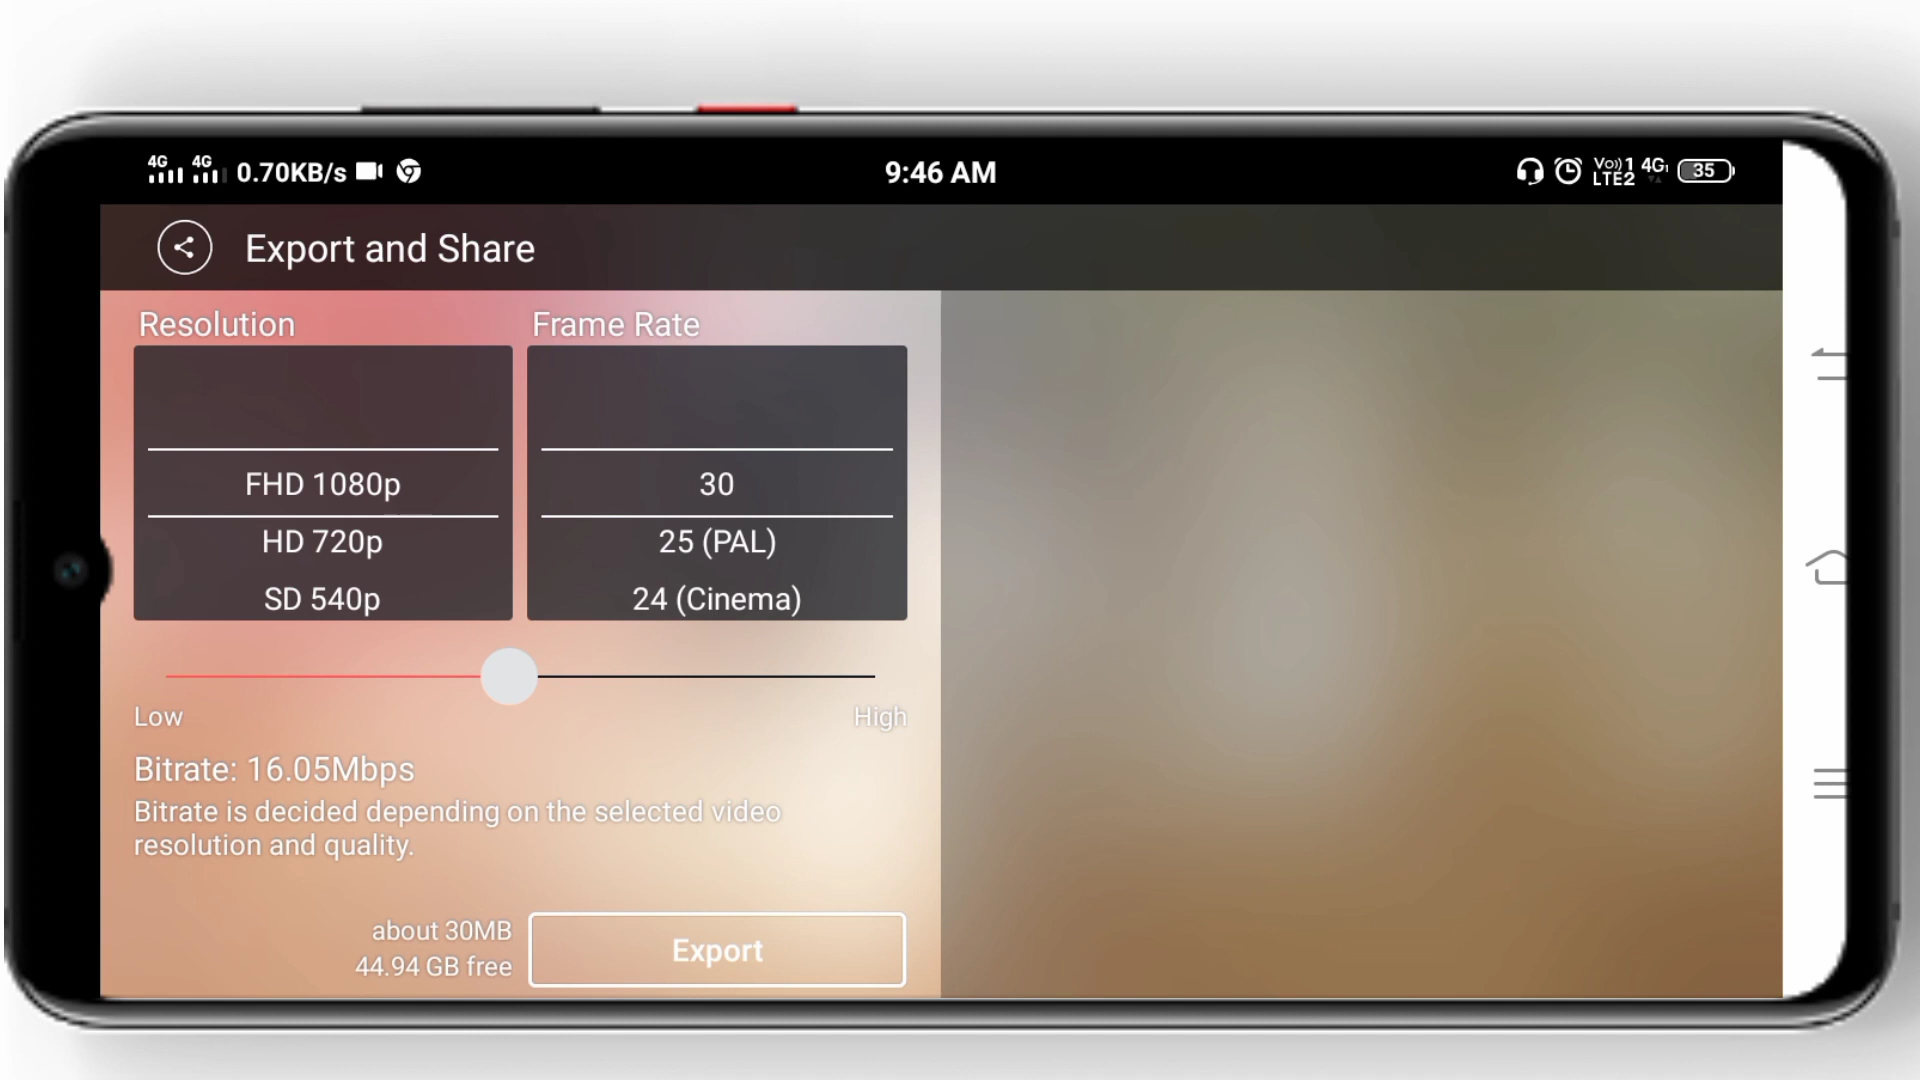 4G 4G 0.70KB/s
9:46 AM
Vo))1 4G
LTE2
35
Export and Share
Resolution
Frame Rate
FHD 1080p
HD 720p
SD 540p
30
25 (PAL)
24 (Cinema)
Low
High
Bitrate: 16.05Mbps
Bitrate is decided depending on the selected video
resolution and quality.
about 30MB
44.94 GB free
Export